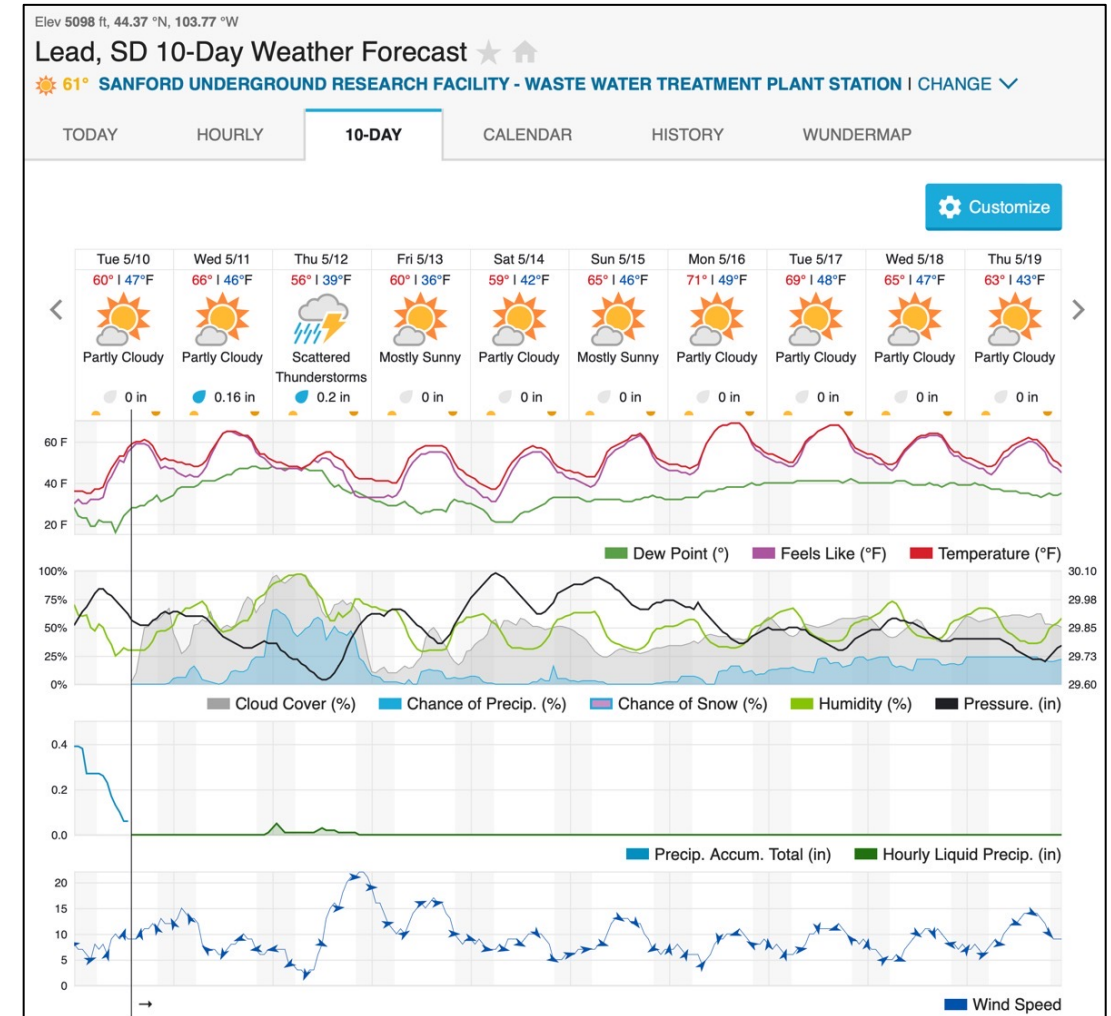 Elev 5098 ft, 44.37 °N, 103.77 °W
Lead, SD 10-Day Weather Forecast
61° SANFORD UNDERGROUND RESEARCH FACILITY - WASTE WATER TREATMENT PLANT STATION | CHANGE
TODAY HOURLY 10-DAY CALENDAR HISTORY WUNDERMAP
Customize
Tue 5/10 Wed 5/11 Thu 5/12 Fri 5/13 Sat 5/14 Sun 5/15 Mon 5/16 Tue 5/17 Wed 5/18 Thu 5/19
60° | 47°F 66° | 46°F 56° | 39°F 60° | 36°F 59° | 42°F 65° | 46°F 71° | 49°F 69° | 48°F 65° | 47°F 63° | 43°F
Partly Cloudy Partly Cloudy Scattered Mostly Sunny Partly Cloudy Mostly Sunny Partly Cloudy Partly Cloudy Partly Cloudy Partly Cloudy
Thunderstorms
0 in 0.16 in 0.2 in 0 in 0 in 0 in 0 in 0 in 0 in 0 in
60 F
40 F
20 F
Dew Point (°) Feels Like (°F) Temperature (°F)
100% 30.10
75% 29.98
50% 29.85
25% 29.73
0% 29.60
Cloud Cover (%) Chance of Precip. (%) Chance of Snow (%) Humidity (%) Pressure. (in)
0.4
0.2
0.0
Precip. Accum. Total (in) Hourly Liquid Precip. (in)
20
15
10
5
0
Wind Speed